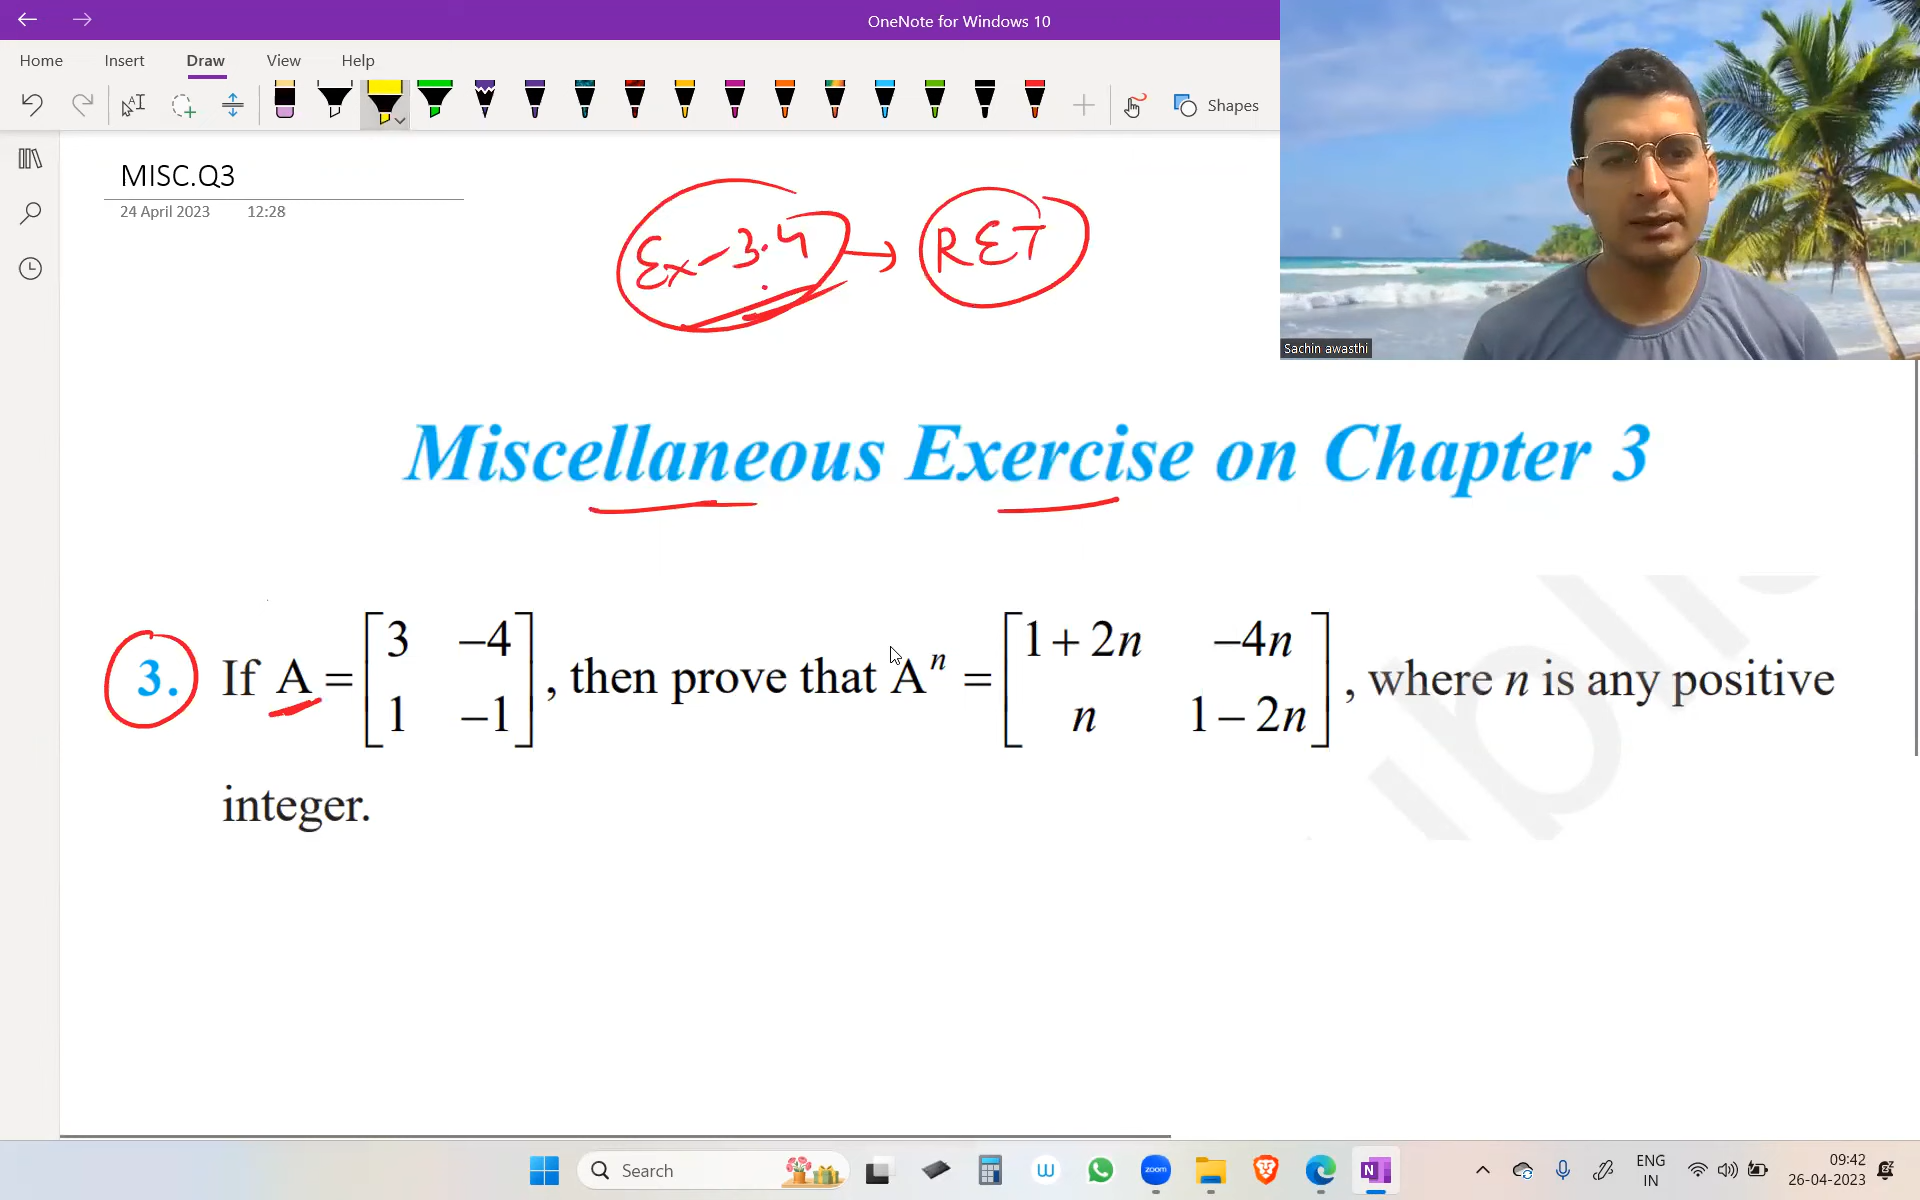 OneNote for Windows 10
Home Insert Draw View Help
Shapes
MISC.Q3
24 April 2023 12:28
Ex-3.4 → RET
Sachin awasthi
Miscellaneous Exercise on Chapter 3
3. If A = [3 -4; 1 -1], then prove that Aⁿ = [1+2n -4n; n 1-2n], where n is any positive
integer.
Search
zoom
ENG
IN
09:42
26-04-2023